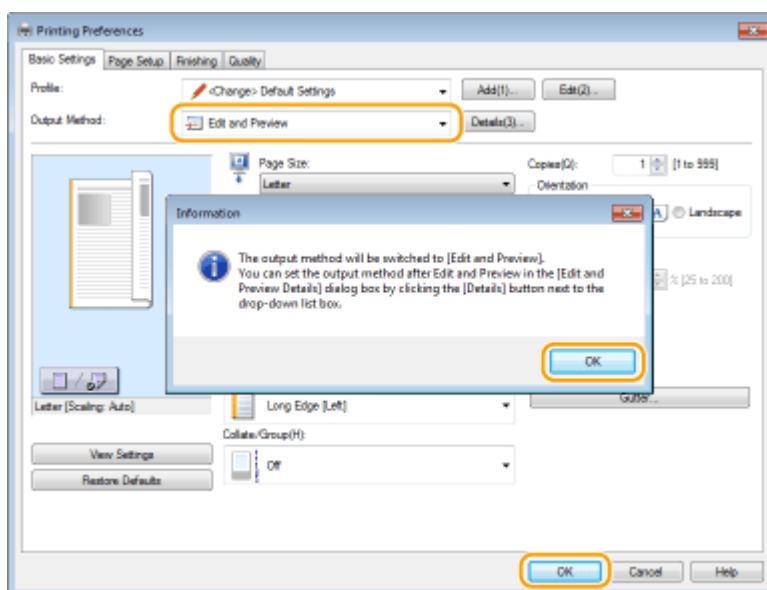 Printing Preferences
Basic Settings Page Setup Finishing Quality
Profile: <Change> Default Settings Add(1)... Edit(2)...
Output Method: Edit and Preview Details(3)...
Page Size: Copies(Q): 1 [1 to 999]
Letter Orientation
A Landscape
Information
The output method will be switched to [Edit and Preview].
You can set the output method after Edit and Preview in the [Edit and
Preview Details] dialog box by clicking the [Details] button next to the
drop-down list box.
% [25 to 200]
OK
Letter [Scaling: Auto] Long Edge [Left] Gutter...
Collate/Group(H):
View Settings Off
Restore Defaults
OK Cancel Help